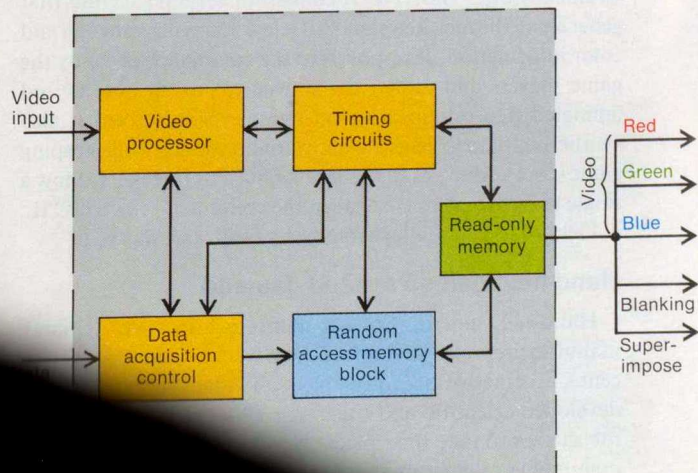 Video
input
Video
processor
Timing
circuits
Read-only
memory
Data
acquisition
control
Random
access memory
block
Video
Red
Green
Blue
Blanking
Super-
impose